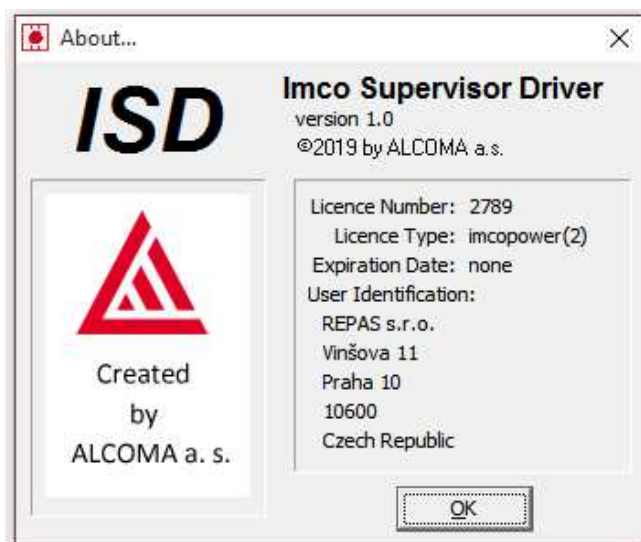 About...
ISD
Imco Supervisor Driver
version 1.0
©2019 by ALCOMA a.s.
Created
by
ALCOMA a. s.
Licence Number: 2789
Licence Type: imcopower(2)
Expiration Date: none
User Identification:
REPAS s.r.o.
Vinšova 11
Praha 10
10600
Czech Republic
OK